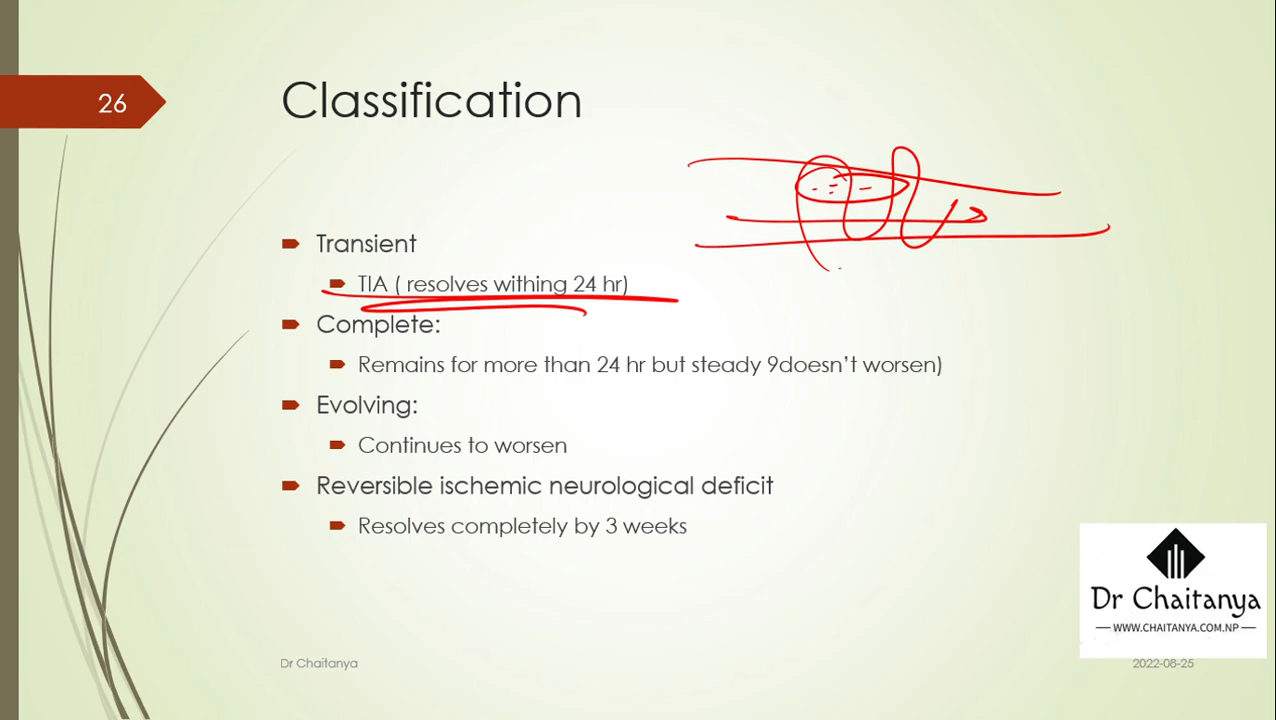 26
Classification
Transient
TIA ( resolves withing 24 hr)
Complete:
Remains for more than 24 hr but steady 9doesn't worsen)
Evolving:
Continues to worsen
Reversible ischemic neurological deficit
Resolves completely by 3 weeks
Dr Chaitanya
WWW.CHAITANYA.COM.NP
Dr Chaitanya
2022-08-25